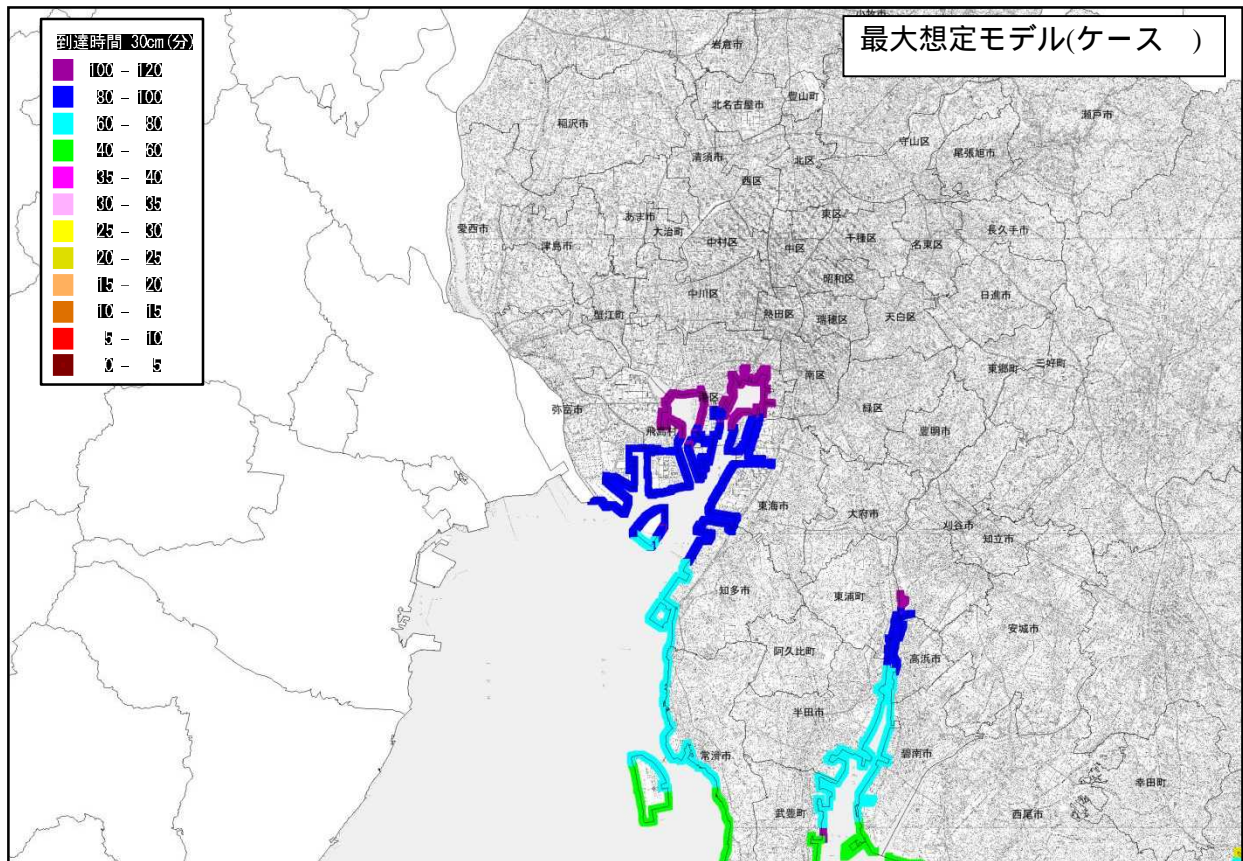 到達時間 30cm(分)
100 - 120
80 - 100
60 - 80
40 - 60
35 - 40
30 - 35
25 - 30
20 - 25
15 - 20
10 - 15
5 - 10
0 - 5
最大想定モデル(ケース )
小牧市
岩倉市
北名古屋市
豊山町
瀬戸市
稲沢市
守山区
尾張旭市
清須市
北区
西区
あま市
東区
愛西市
大治町
千種区
長久手市
津島市
中村区
中区
名東区
昭和区
中川区
日進市
蟹江町
熱田区
瑞穂区
天白区
三好町
東郷町
南区
港区
弥富市
緑区
飛島村
豊明市
東海市
大府市
刈谷市
知立市
知多市
東浦町
安城市
阿久比町
高浜市
半田市
常滑市
碧南市
幸田町
武豊町
西尾市